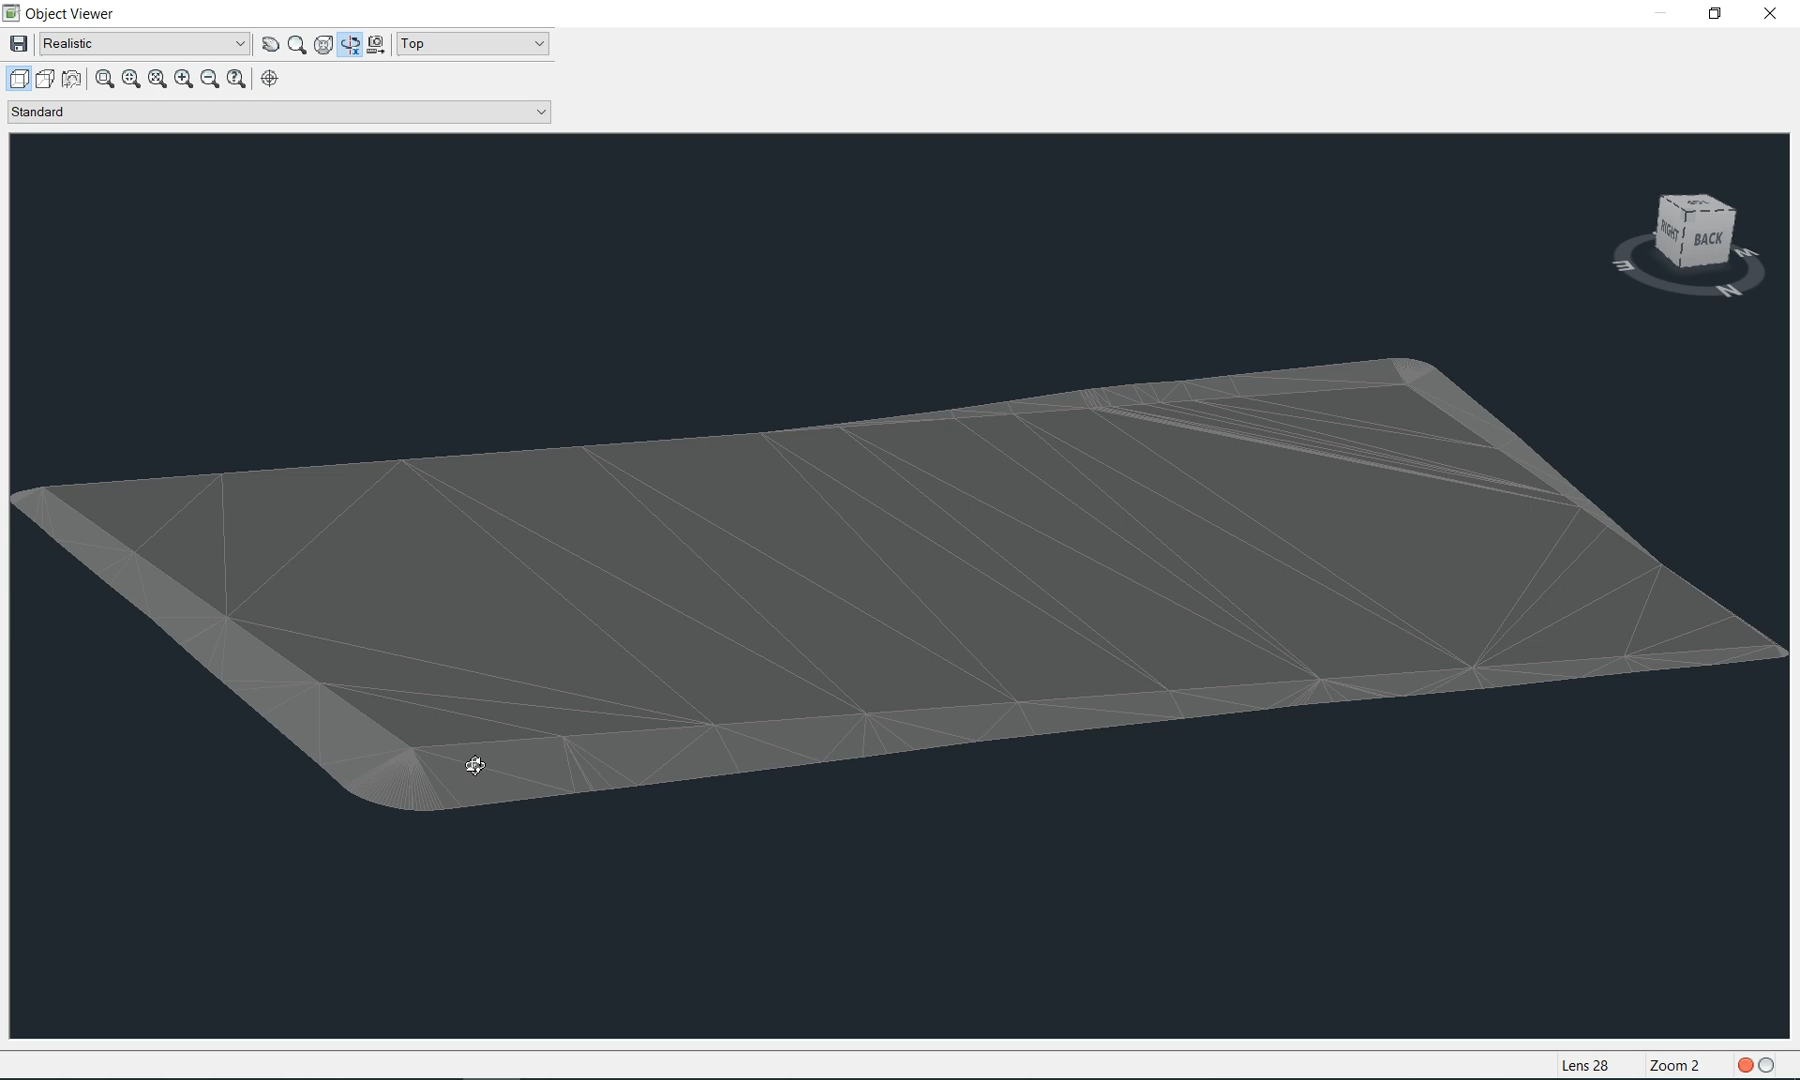 Object Viewer
Realistic
Top
Standard
RIGHT
BACK
E
N
W
Lens 28
Zoom 2